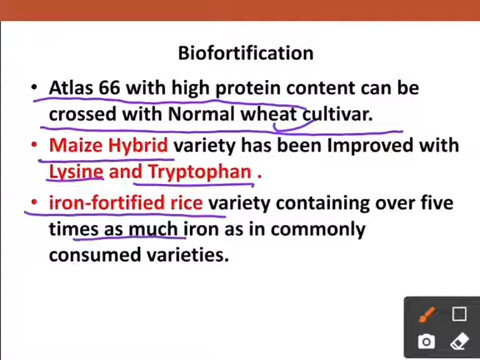 Biofortification
• Atlas 66 with high protein content can be
crossed with Normal wheat cultivar.
• Maize Hybrid variety has been Improved with
Lysine and Tryptophan .
• iron-fortified rice variety containing over five
times as much iron as in commonly
consumed varieties.